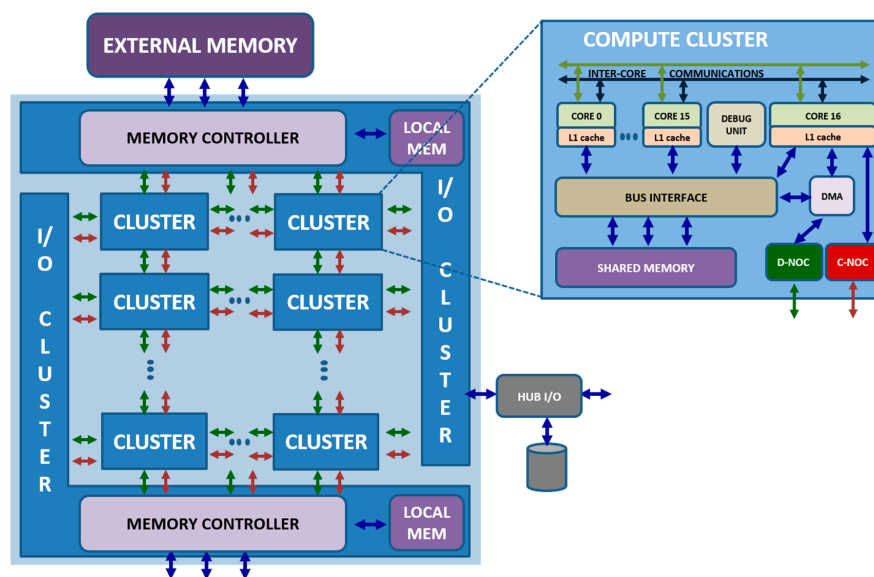 EXTERNAL MEMORY
MEMORY CONTROLLER
LOCAL
MEM
CLUSTER
CLUSTER
CLUSTER
CLUSTER
CLUSTER
CLUSTER
I/O CLUSTER
I/O CLUSTER
MEMORY CONTROLLER
LOCAL
MEM
HUB I/O
COMPUTE CLUSTER
INTER-CORE COMMUNICATIONS
CORE 0
L1 cache
CORE 15
L1 cache
DEBUG
UNIT
CORE 16
L1 cache
BUS INTERFACE
DMA
SHARED MEMORY
D-NOC
C-NOC